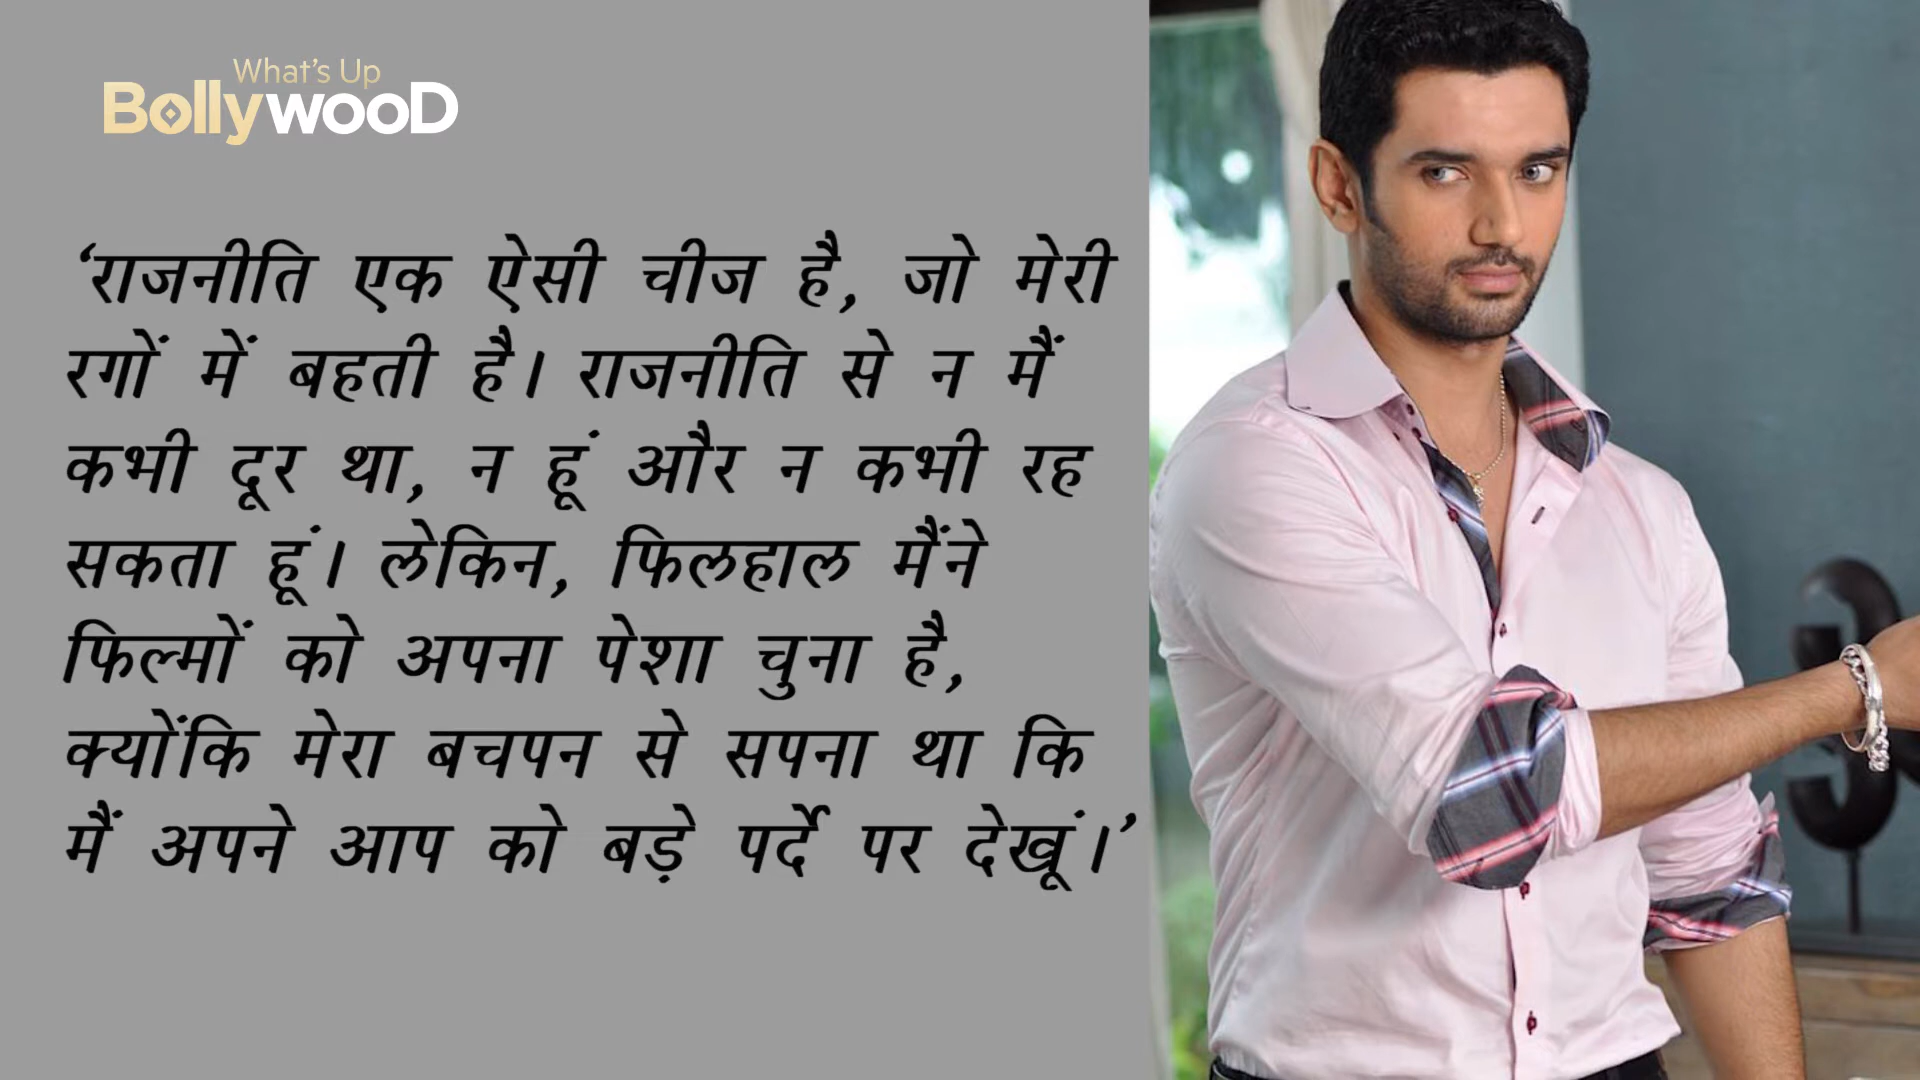 What's Up
BollywooD
‘राजनीति एक ऐसी चीज है, जो मेरी
रगों में बहती है। राजनीति से न मैं
कभी दूर था, न हूं और न कभी रह
सकता हूं। लेकिन, फिलहाल मैंने
फिल्मों को अपना पेशा चुना है,
क्योंकि मेरा बचपन से सपना था कि
मैं अपने आप को बड़े पर्दे पर देखूं।’